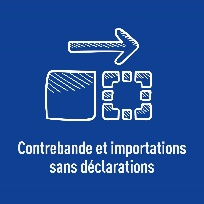 Contrebande et importations
sans déclarations